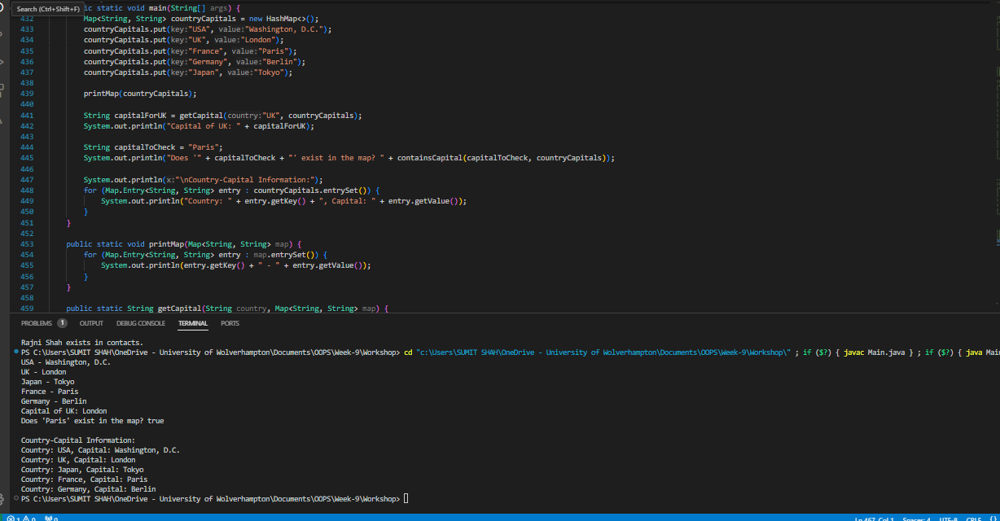 Search (Ctrl+Shift+F)
ic static void main(String[] args) {
432 Map<String, String> countryCapitals = new HashMap<>();
433 countryCapitals.put(key:"USA", value:"Washington, D.C.");
434 countryCapitals.put(key:"UK", value:"London");
435 countryCapitals.put(key:"France", value:"Paris");
436 countryCapitals.put(key:"Germany", value:"Berlin");
437 countryCapitals.put(key:"Japan", value:"Tokyo");
438
439 printMap(countryCapitals);
440
441 String capitalForUK = getCapital(country:"UK", countryCapitals);
442 System.out.println("Capital of UK: " + capitalForUK);
443
444 String capitalToCheck = "Paris";
445 System.out.println("Does '" + capitalToCheck + "' exist in the map? " + containsCapital(capitalToCheck, countryCapitals));
446
447 System.out.println(x:"\nCountry-Capital Information:");
448 for (Map.Entry<String, String> entry : countryCapitals.entrySet()) {
449 System.out.println("Country: " + entry.getKey() + ", Capital: " + entry.getValue());
450 }
451 }
452
453 public static void printMap(Map<String, String> map) {
454 for (Map.Entry<String, String> entry : map.entrySet()) {
455 System.out.println(entry.getKey() + " - " + entry.getValue());
456 }
457 }
458
459 public static String getCapital(String country, Map<String, String> map) {
PROBLEMS 1 OUTPUT DEBUG CONSOLE TERMINAL PORTS
Rajni Shah exists in contacts.
PS C:\Users\SUMIT SHAH\OneDrive - University of Wolverhampton\Documents\OOPS\Week-9\Workshop> cd "c:\Users\SUMIT SHAH\OneDrive - University of Wolverhampton\Documents\OOPS\Week-9\Workshop\" ; if ($?) { javac Main.java } ; if ($?) { java Mai
USA - Washington, D.C.
UK - London
Japan - Tokyo
France - Paris
Germany - Berlin
Capital of UK: London
Does 'Paris' exist in the map? true
Country-Capital Information:
Country: USA, Capital: Washington, D.C.
Country: UK, Capital: London
Country: Japan, Capital: Tokyo
Country: France, Capital: Paris
Country: Germany, Capital: Berlin
PS C:\Users\SUMIT SHAH\OneDrive - University of Wolverhampton\Documents\OOPS\Week-9\Workshop>
1 0 0 Ln 467, Col 1 Spaces: 4 UTF-8 CRLF {}